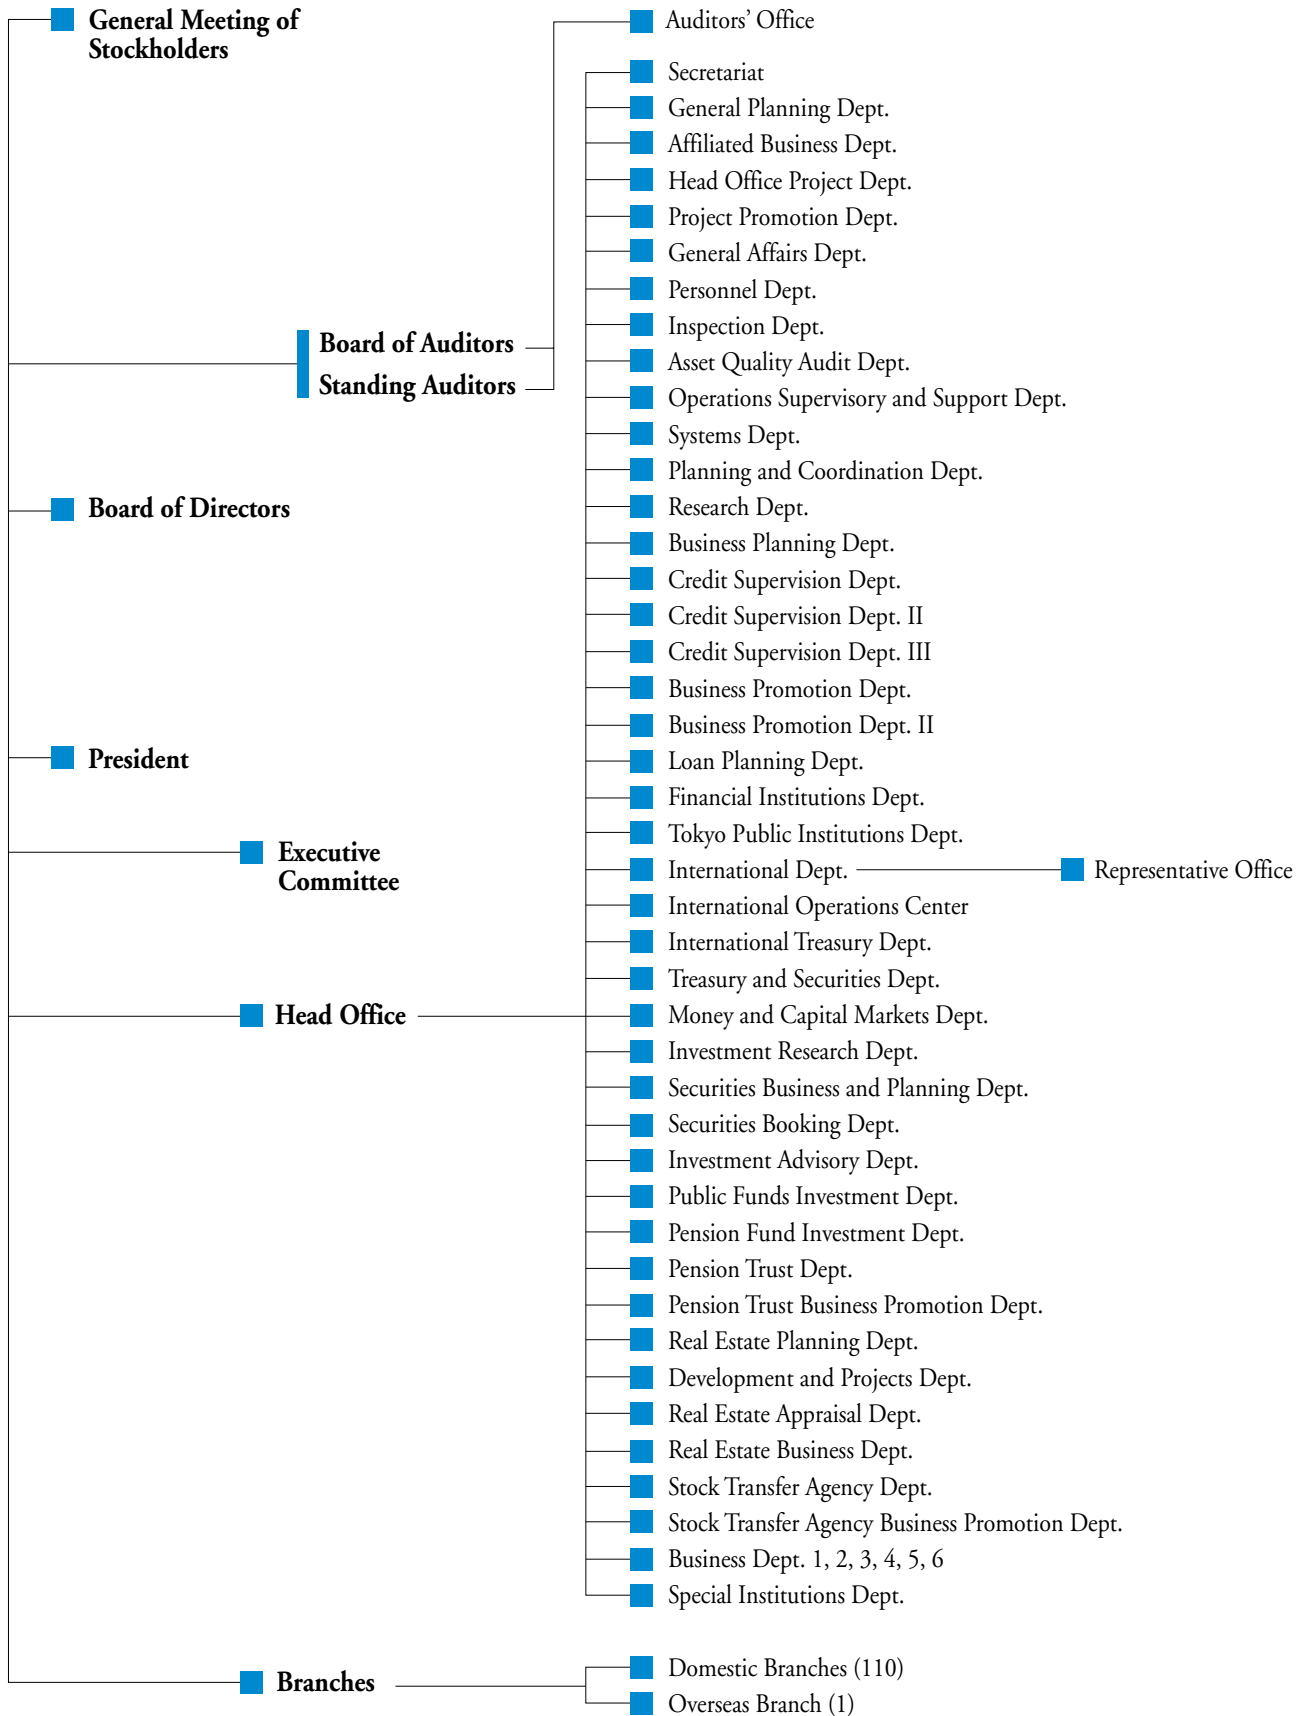 General Meeting of
Stockholders
Board of Auditors
Standing Auditors
Board of Directors
President
Executive
Committee
Head Office
Branches
Auditors’ Office
Secretariat
General Planning Dept.
Affiliated Business Dept.
Head Office Project Dept.
Project Promotion Dept.
General Affairs Dept.
Personnel Dept.
Inspection Dept.
Asset Quality Audit Dept.
Operations Supervisory and Support Dept.
Systems Dept.
Planning and Coordination Dept.
Research Dept.
Business Planning Dept.
Credit Supervision Dept.
Credit Supervision Dept. II
Credit Supervision Dept. III
Business Promotion Dept.
Business Promotion Dept. II
Loan Planning Dept.
Financial Institutions Dept.
Tokyo Public Institutions Dept.
International Dept.
Representative Office
International Operations Center
International Treasury Dept.
Treasury and Securities Dept.
Money and Capital Markets Dept.
Investment Research Dept.
Securities Business and Planning Dept.
Securities Booking Dept.
Investment Advisory Dept.
Public Funds Investment Dept.
Pension Fund Investment Dept.
Pension Trust Dept.
Pension Trust Business Promotion Dept.
Real Estate Planning Dept.
Development and Projects Dept.
Real Estate Appraisal Dept.
Real Estate Business Dept.
Stock Transfer Agency Dept.
Stock Transfer Agency Business Promotion Dept.
Business Dept. 1, 2, 3, 4, 5, 6
Special Institutions Dept.
Domestic Branches (110)
Overseas Branch (1)